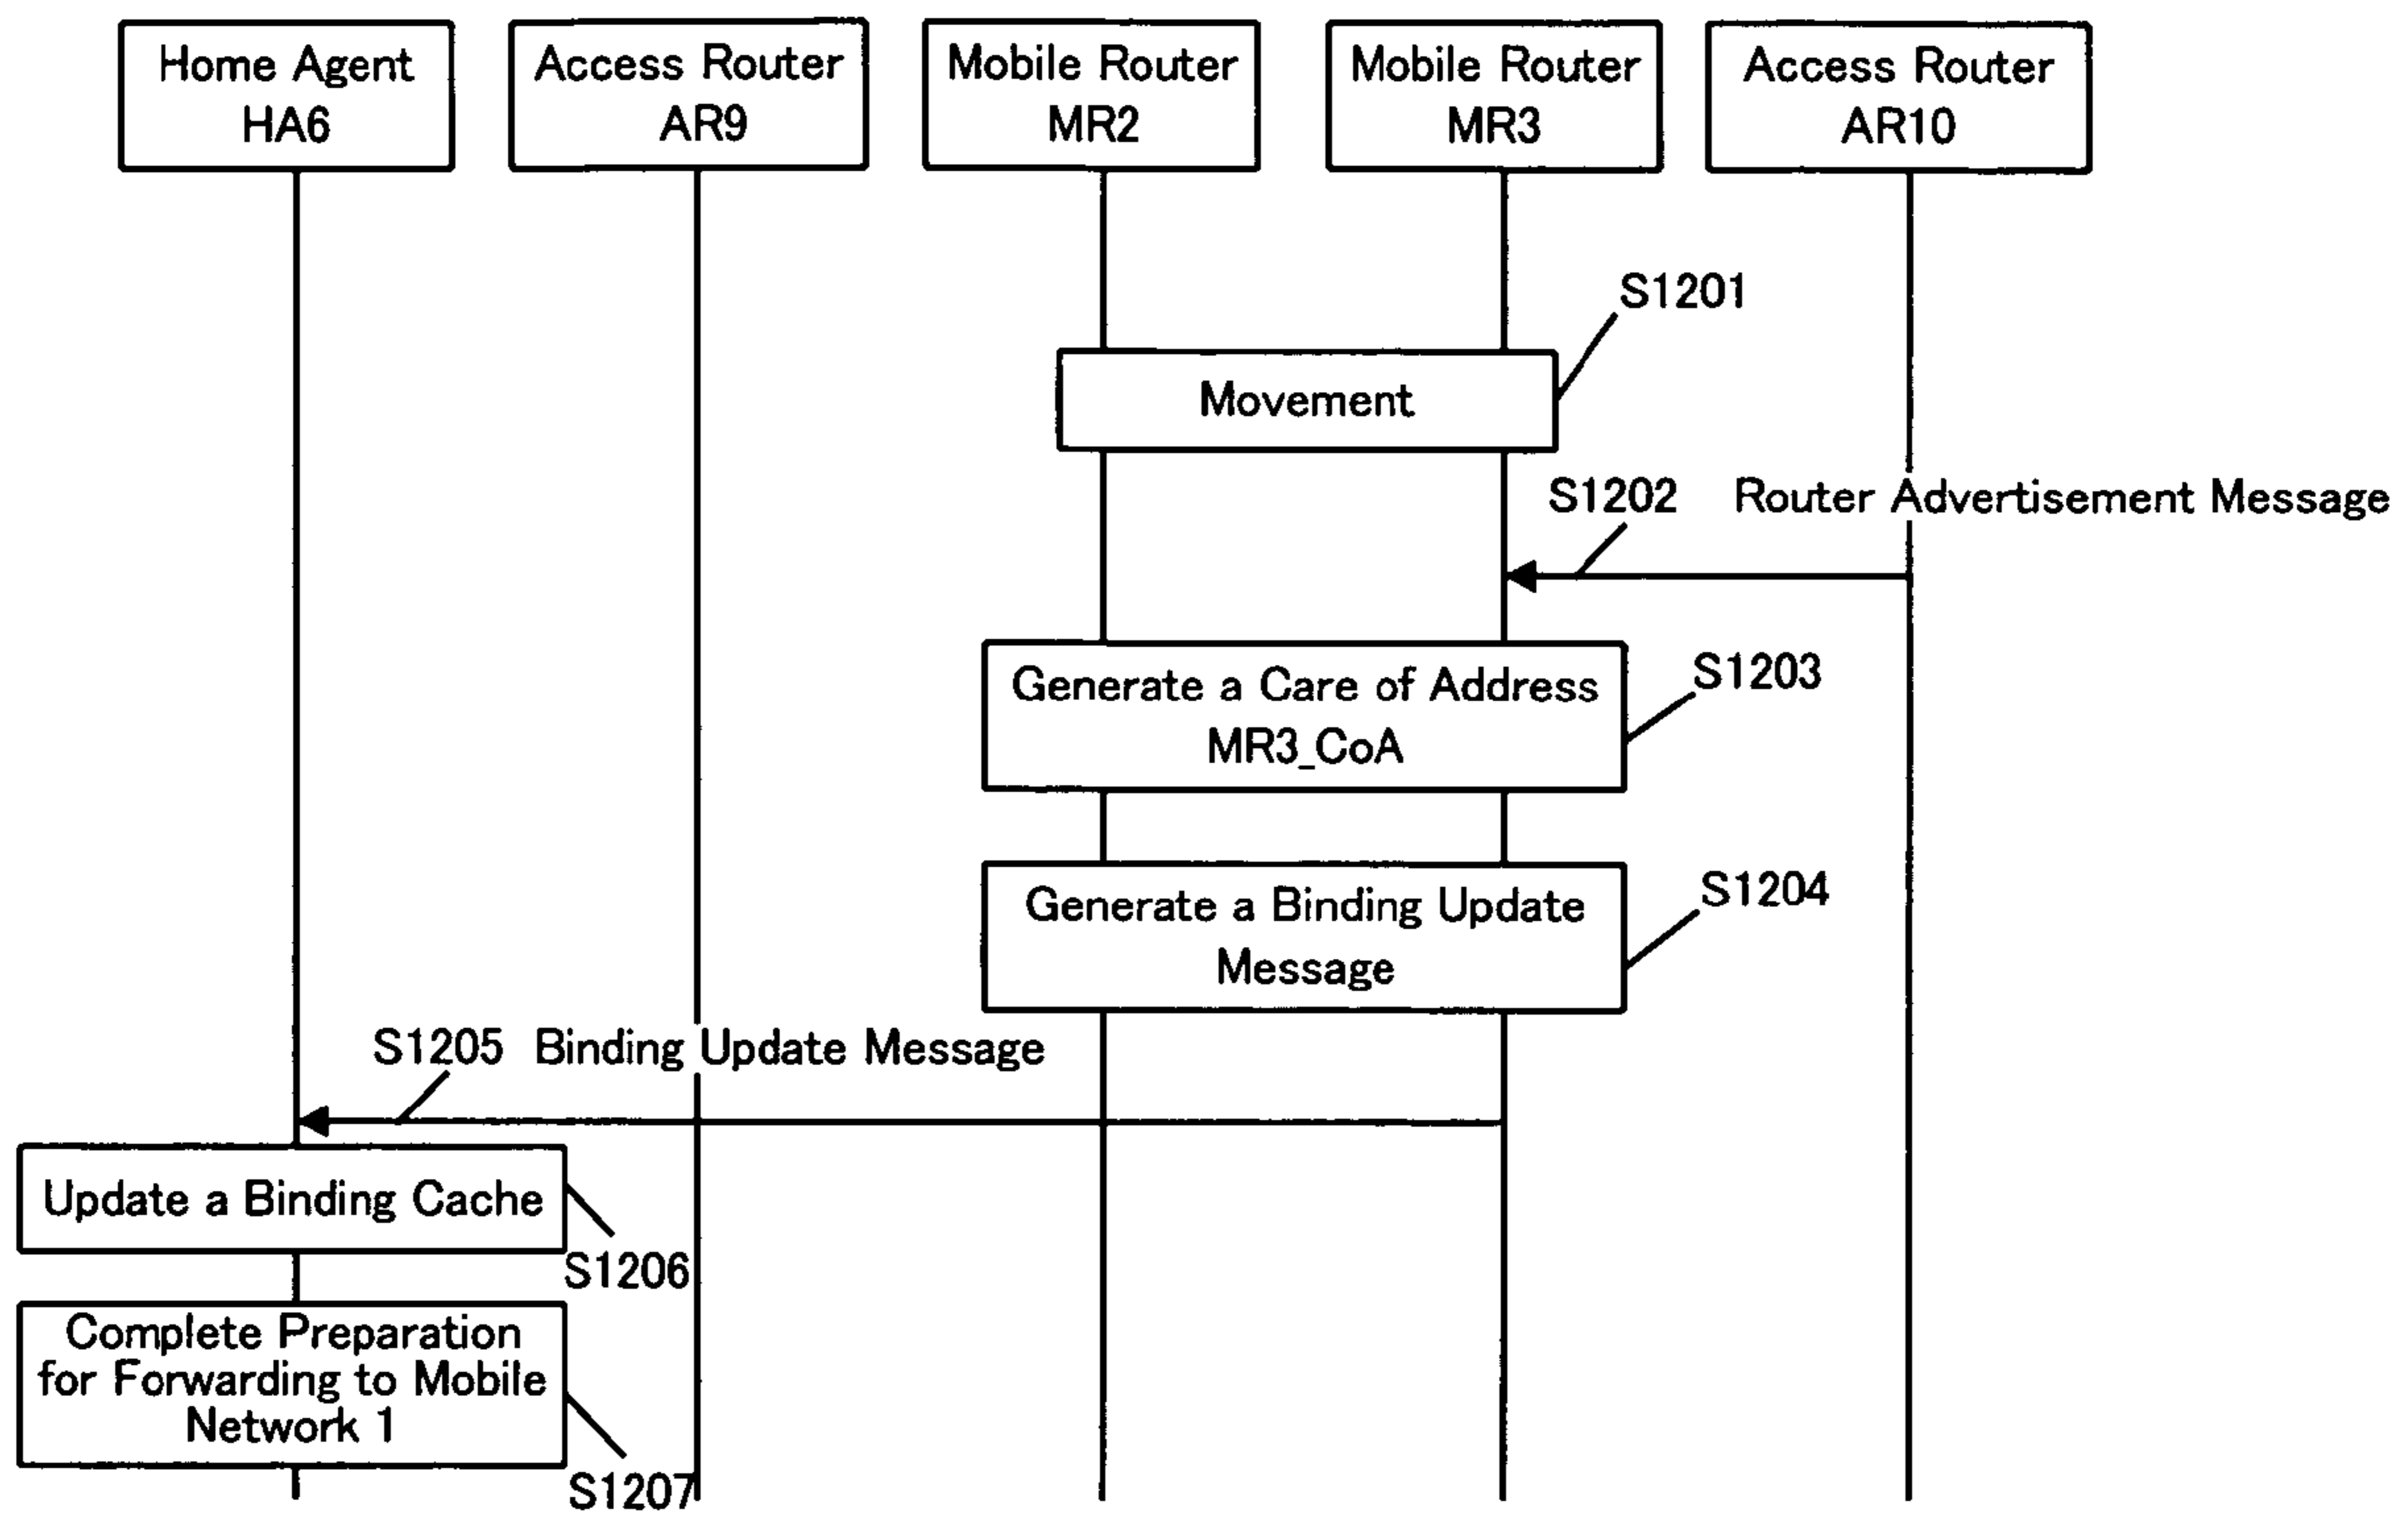 Home Agent
HA6
Access Router
AR9
Mobile Router
MR2
Mobile Router
MR3
Access Router
AR10
S1201
Movement
S1202 Router Advertisement Message
Generate a Care of Address
MR3_CoA
S1203
Generate a Binding Update
Message
S1204
S1205 Binding Update Message
Update a Binding Cache
S1206
Complete Preparation
for Forwarding to Mobile
Network 1
S1207